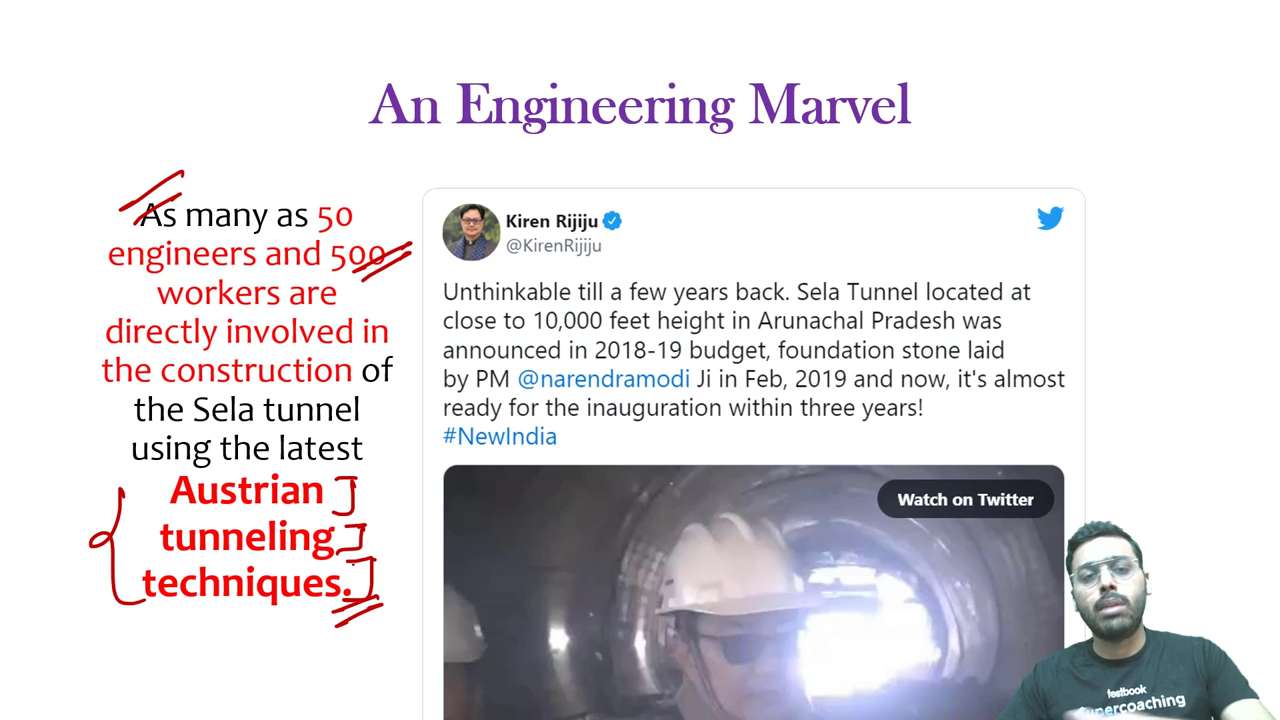 An Engineering Marvel
As many as 50
engineers and 500
workers are
directly involved in
the construction of
the Sela tunnel
using the latest
Austrian
tunneling
techniques.
Kiren Rijiju
@KirenRijiju
Unthinkable till a few years back. Sela Tunnel located at
close to 10,000 feet height in Arunachal Pradesh was
announced in 2018-19 budget, foundation stone laid
by PM @narendramodi Ji in Feb, 2019 and now, it's almost
ready for the inauguration within three years!
#NewIndia
Watch on Twitter
testbook